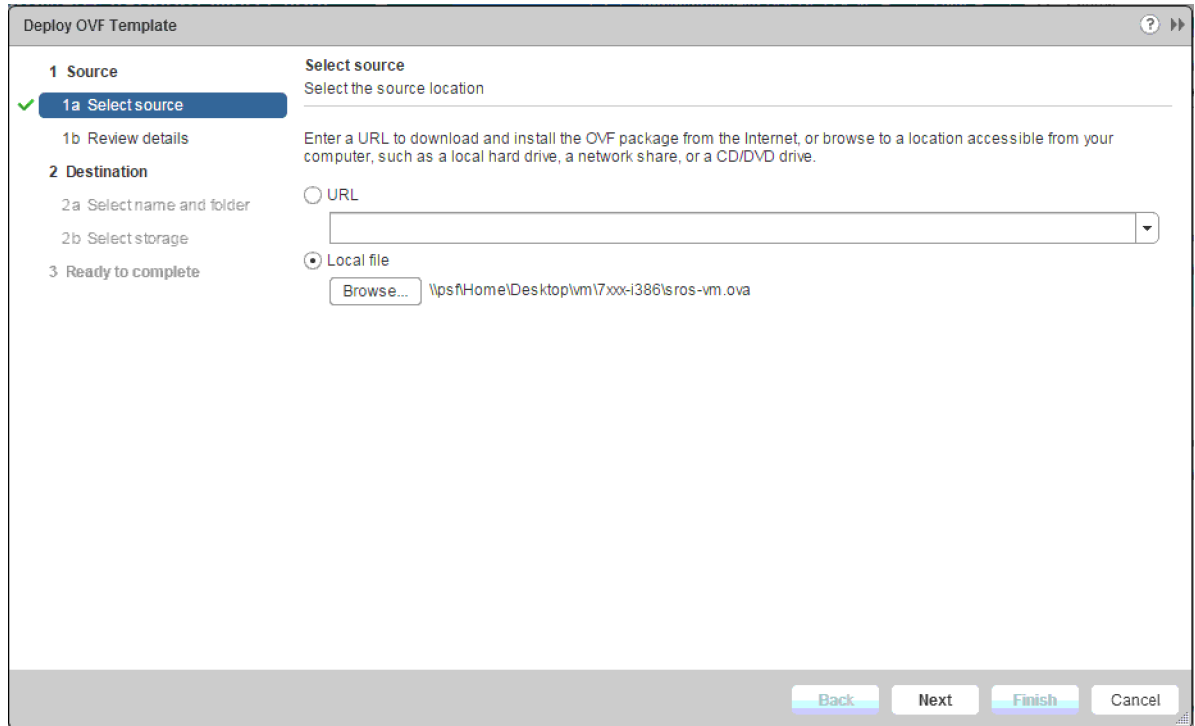 Deploy OVF Template
?
1 Source
1a Select source
1b Review details
2 Destination
2a Select name and folder
2b Select storage
3 Ready to complete
Select source
Select the source location
Enter a URL to download and install the OVF package from the Internet, or browse to a location accessible from your
computer, such as a local hard drive, a network share, or a CD/DVD drive.
URL
Local file
Browse... \\psf\Home\Desktop\vm\7xxx-i386\sros-vm.ova
Back Next Finish Cancel